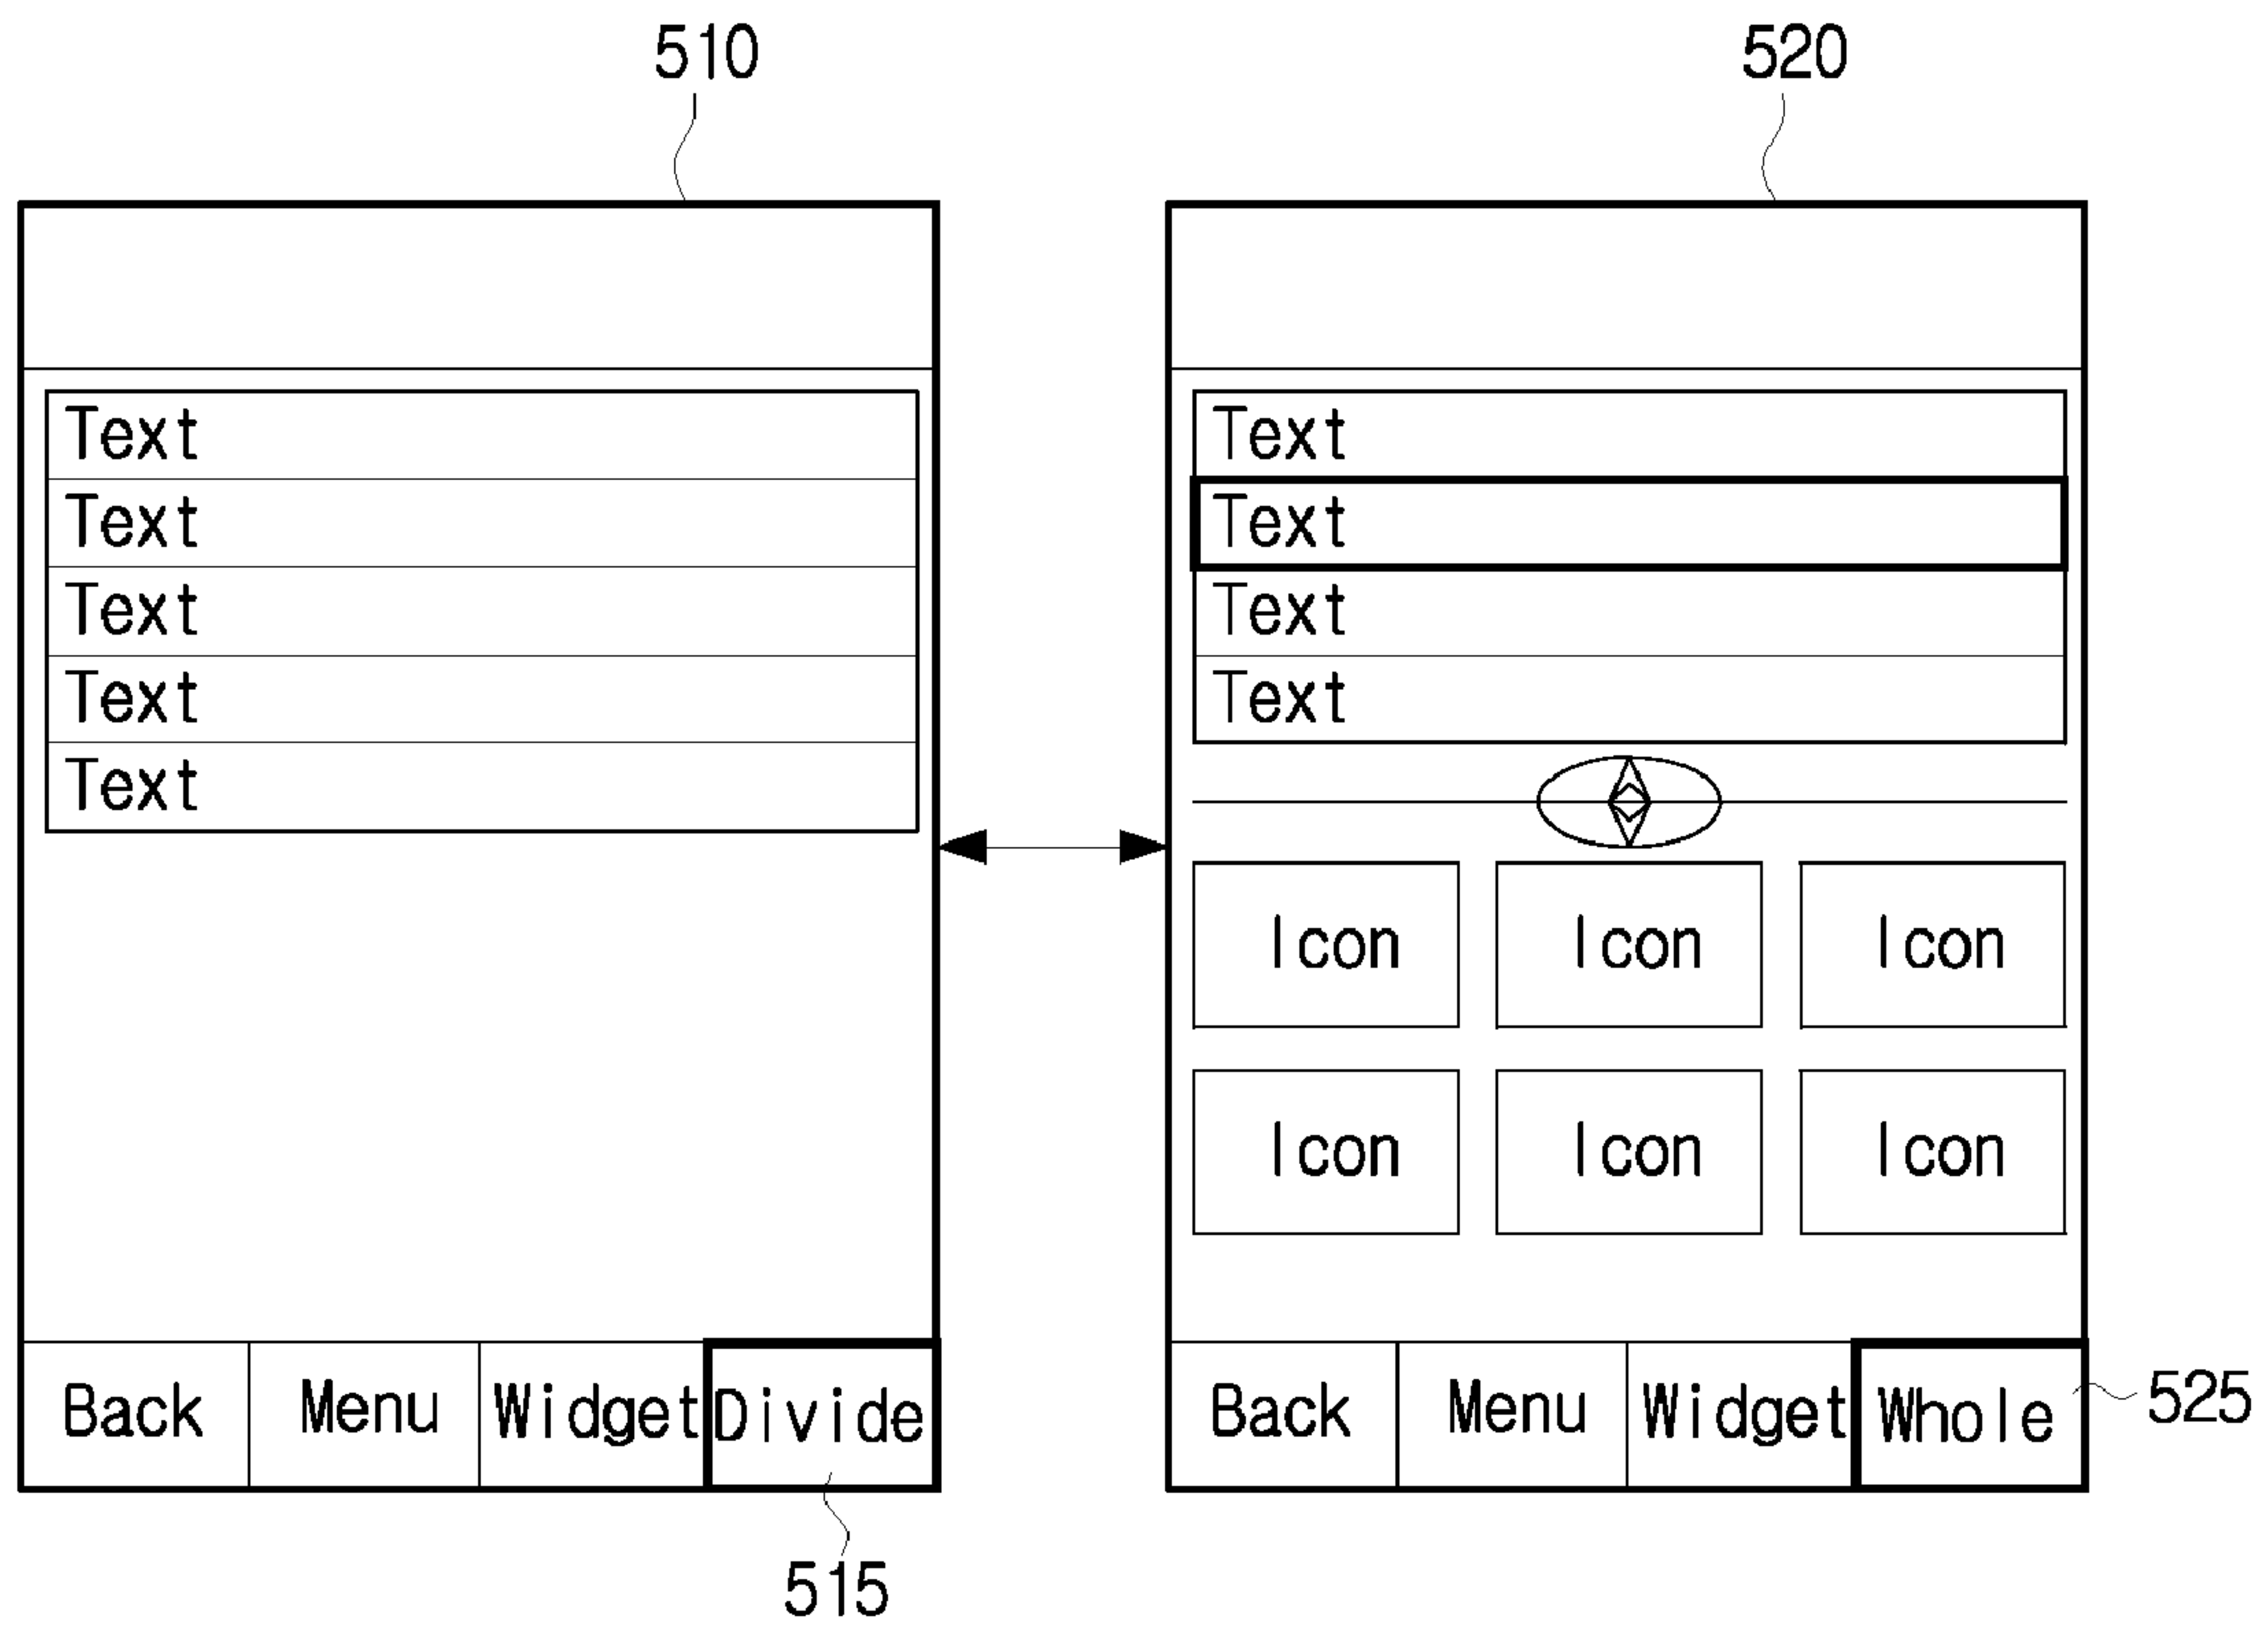 510
520
Text
Text
Text
Text
Text
Text
Text
Text
Text
Icon Icon Icon
Icon Icon Icon
Back Menu Widget Divide
Back Menu Widget Whole
525
515